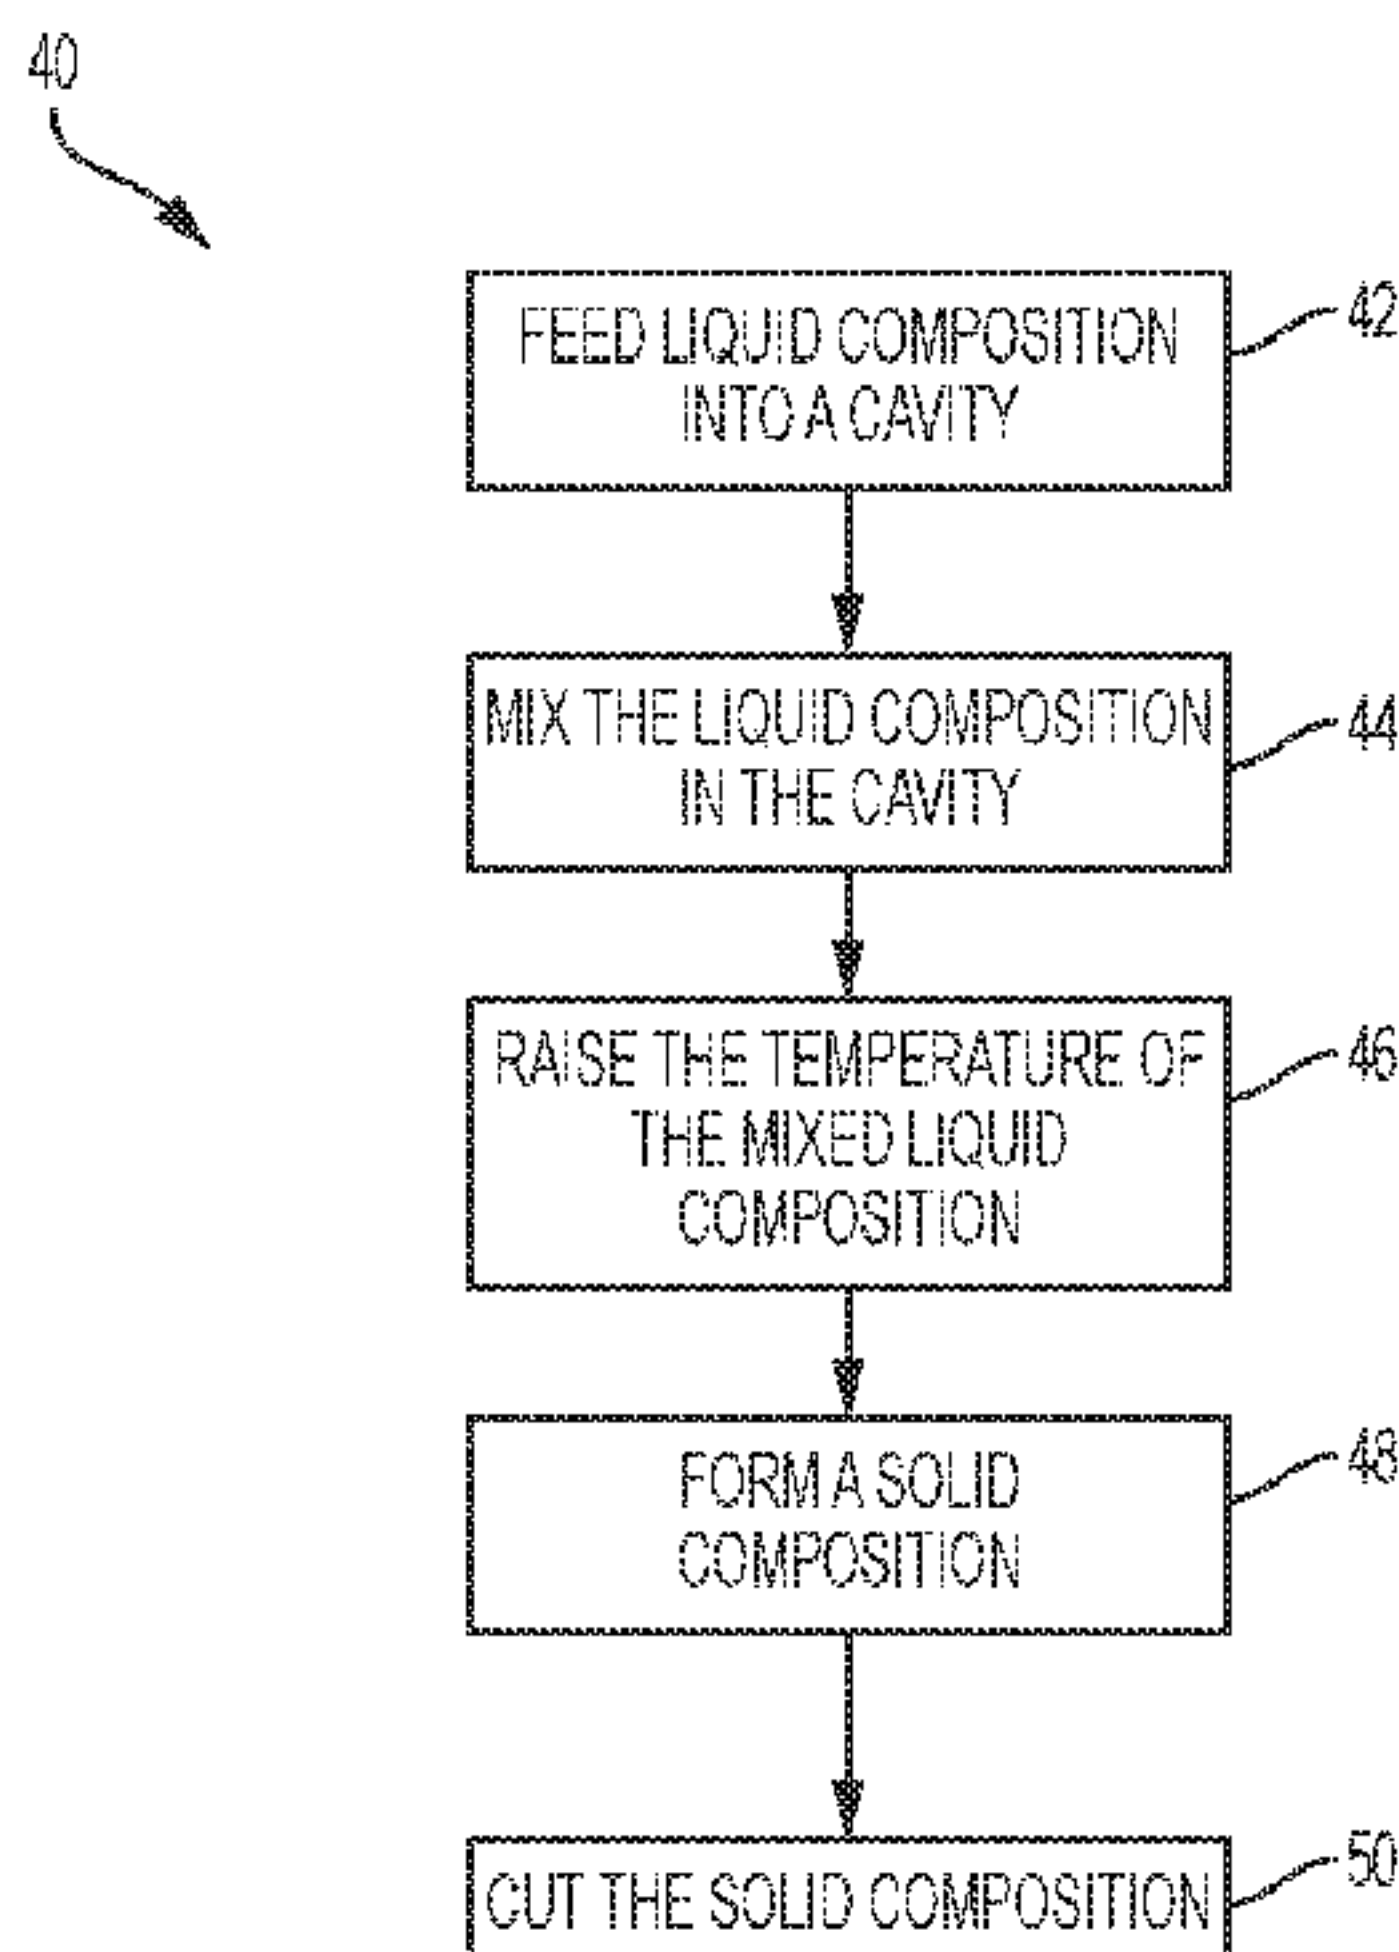 40
FEED LIQUID COMPOSITION
INTO A CAVITY
42
MIX THE LIQUID COMPOSITION
IN THE CAVITY
44
RAISE THE TEMPERATURE OF
THE MIXED LIQUID
COMPOSITION
46
FORM A SOLID
COMPOSITION
48
CUT THE SOLID COMPOSITION
50